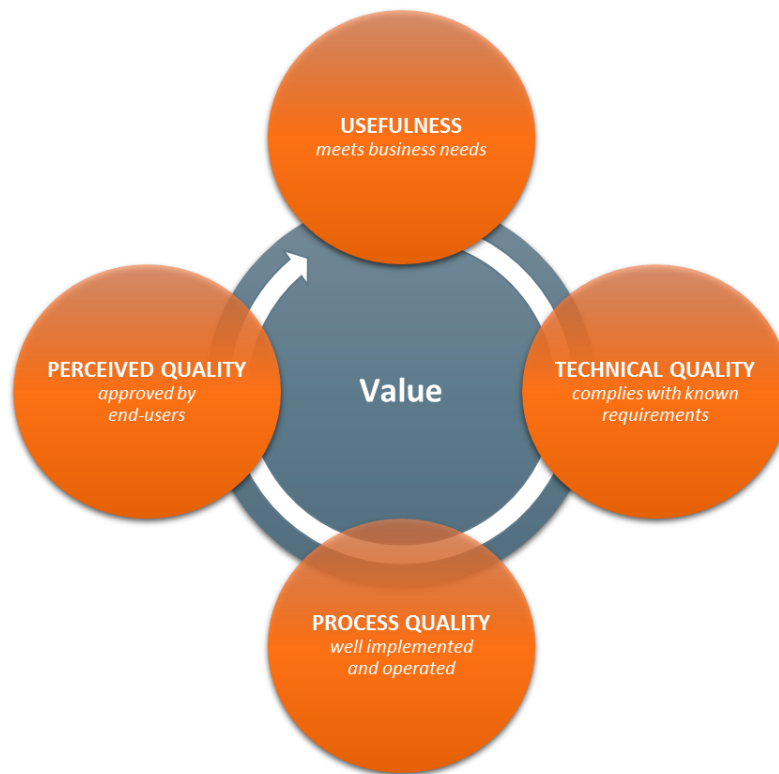 USEFULNESS
meets business needs
PERCEIVED QUALITY
approved by
end-users
Value
TECHNICAL QUALITY
complies with known
requirements
PROCESS QUALITY
well implemented
and operated